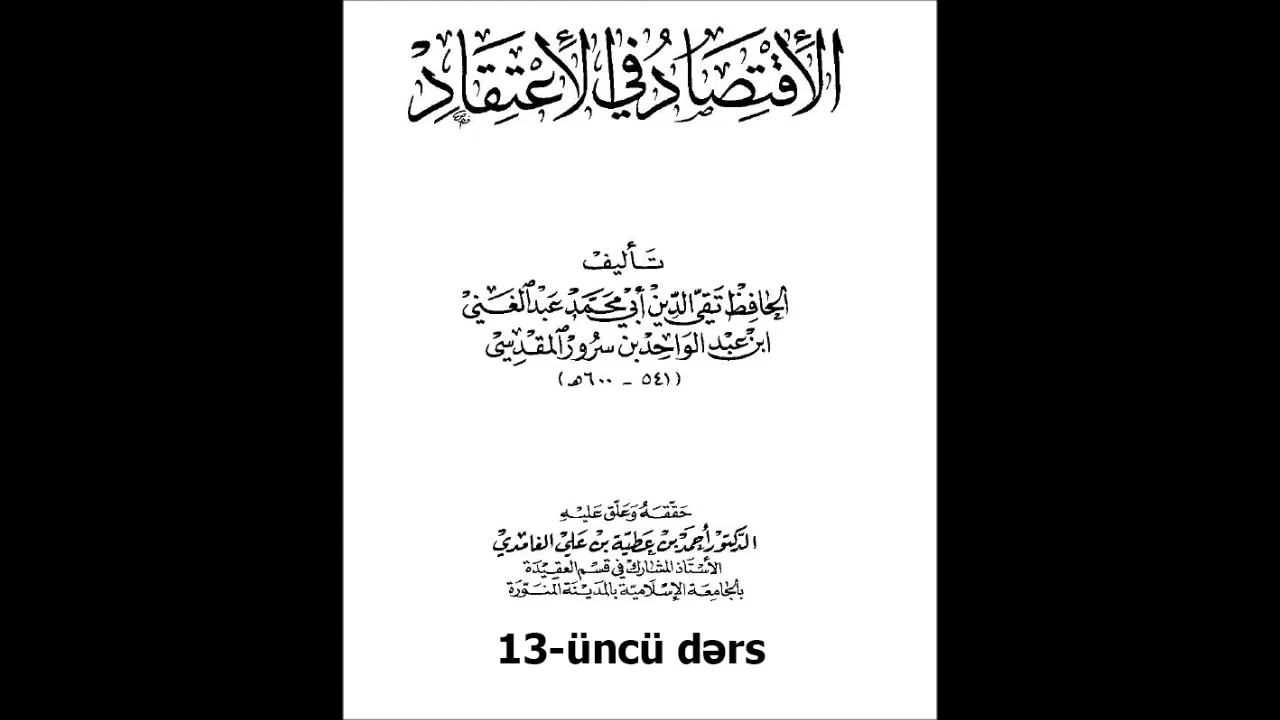 الاقتصاد في الاعتقاد
تأليف
الحافظ تقي الدين أبي محمد عبد الغني
ابن عبد الواحد بن سرور المقدسي
(٥٤١ - ٦٠٠هـ)
حققه وعلق عليه
الدكتور أحمد بن عطية بن علي الغامدي
الأستاذ المشارك في قسم العقيدة
بالجامعة الإسلامية بالمدينة المنورة
13-üncü dərs